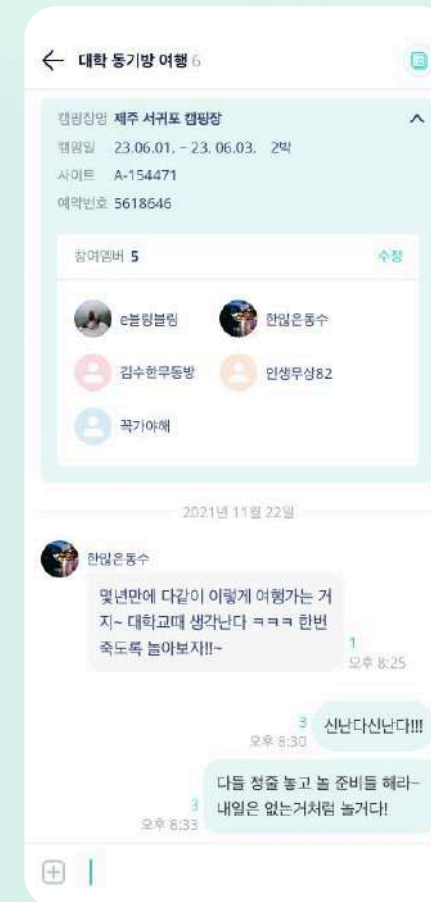 대학 동기방 여행 6
캠핑장명 제주 서귀포 캠핑장
캠핑일 23.06.01. – 23. 06.03. 2박
사이트 A-154471
예약번호 5618646
참여멤버 5 수정
e블링블링 한많은동수
김수한무동방 인생무상82
꼭가야해
2021년 11월 22일
한많은동수
몇년만에 다같이 이렇게 여행가는 거
지~ 대학교때 생각난다 ㅋㅋㅋ 한번
죽도록 놀아보자!!~
1
오후 8:25
3
오후 8:30
신난다신난다!!!
다들 정줄 놓고 놀 준비들 해라~
내일은 없는거처럼 놀거다!
3
오후 8:33